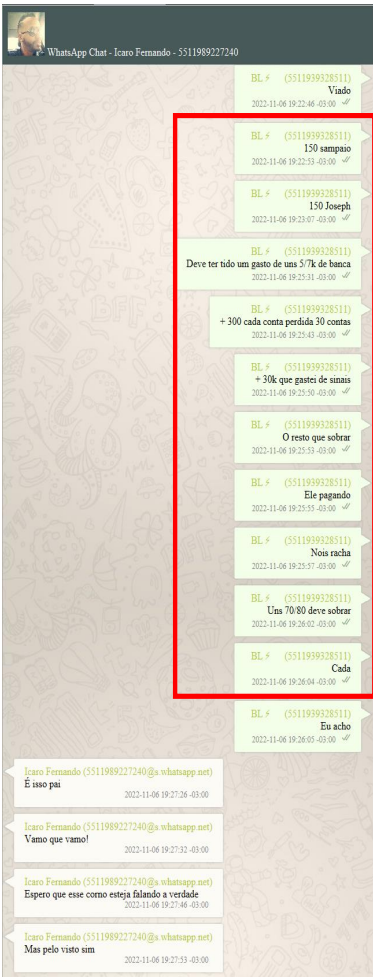 WhatsApp Chat - Icaro Fernando - 5511989227240
BL⚡ (5511939328511)
Viado
2022-11-06 19:22:46 -03:00
BL⚡ (5511939328511)
150 sampaio
2022-11-06 19:22:53 -03:00
BL⚡ (5511939328511)
150 Joseph
2022-11-06 19:23:07 -03:00
BL⚡ (5511939328511)
Deve ter tido um gasto de uns 5/7k de banca
2022-11-06 19:25:31 -03:00
BL⚡ (5511939328511)
+ 300 cada conta perdida 30 contas
2022-11-06 19:25:43 -03:00
BL⚡ (5511939328511)
+ 30k que gastei de sinais
2022-11-06 19:25:50 -03:00
BL⚡ (5511939328511)
O resto que sobrar
2022-11-06 19:25:53 -03:00
BL⚡ (5511939328511)
Ele pagando
2022-11-06 19:25:55 -03:00
BL⚡ (5511939328511)
Nois racha
2022-11-06 19:25:57 -03:00
BL⚡ (5511939328511)
Uns 70/80 deve sobrar
2022-11-06 19:26:02 -03:00
BL⚡ (5511939328511)
Cada
2022-11-06 19:26:04 -03:00
BL⚡ (5511939328511)
Eu acho
2022-11-06 19:26:05 -03:00
Icaro Fernando (5511989227240@s.whatsapp.net)
É isso pai
2022-11-06 19:27:26 -03:00
Icaro Fernando (5511989227240@s.whatsapp.net)
Vamo que vamo!
2022-11-06 19:27:32 -03:00
Icaro Fernando (5511989227240@s.whatsapp.net)
Espero que esse corno esteja falando a verdade
2022-11-06 19:27:46 -03:00
Icaro Fernando (5511989227240@s.whatsapp.net)
Mas pelo visto sim
2022-11-06 19:27:53 -03:00